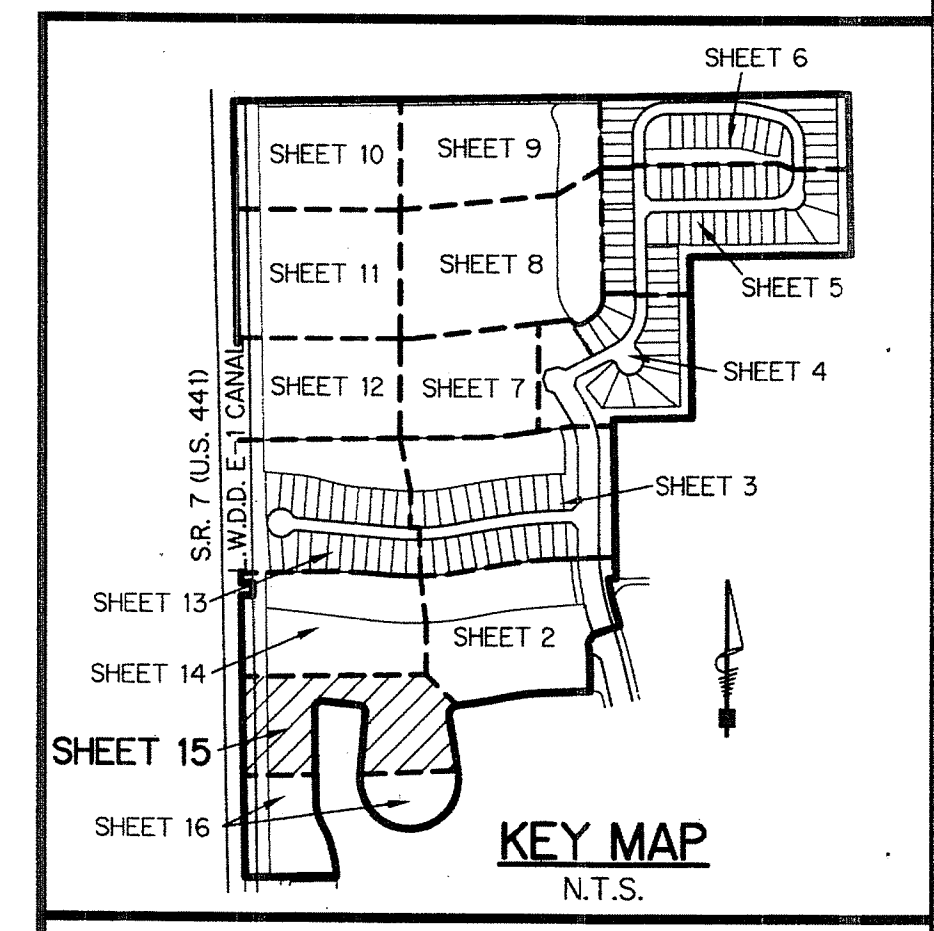 SHEET 6
SHEET 10
SHEET 9
SHEET 11
SHEET 8
SHEET 5
SHEET 12
SHEET 7
SHEET 4
S.R. 7 (U.S. 441)
L.W.D.D. E-1 CANAL
SHEET 3
SHEET 13
SHEET 2
SHEET 14
SHEET 15
SHEET 16
KEY MAP
N.T.S.